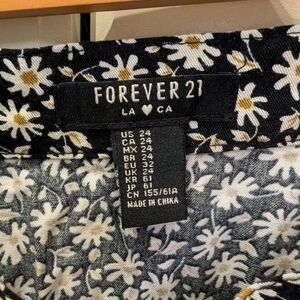 FOREVER 21
LA ♥ CA
US 24
CA 24
MX 24
BR 24
EU 32
UK 24
KR 61
JP 61
CN 155/61A
MADE IN CHINA